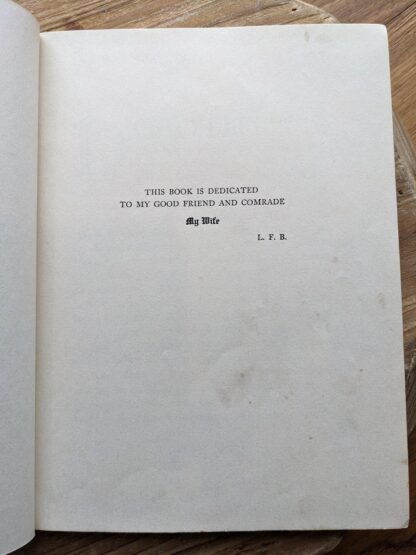 THIS BOOK IS DEDICATED
TO MY GOOD FRIEND AND COMRADE
My Wife
L. F. B.